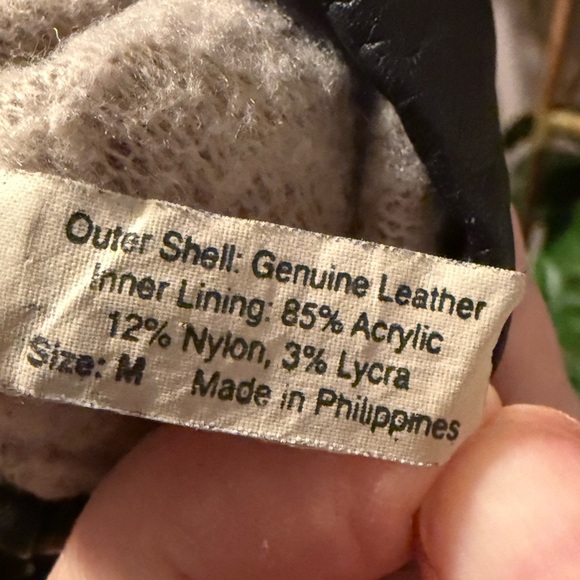 Outer Shell: Genuine Leather
Inner Lining: 85% Acrylic
12% Nylon, 3% Lycra
Size: M Made in Philippines